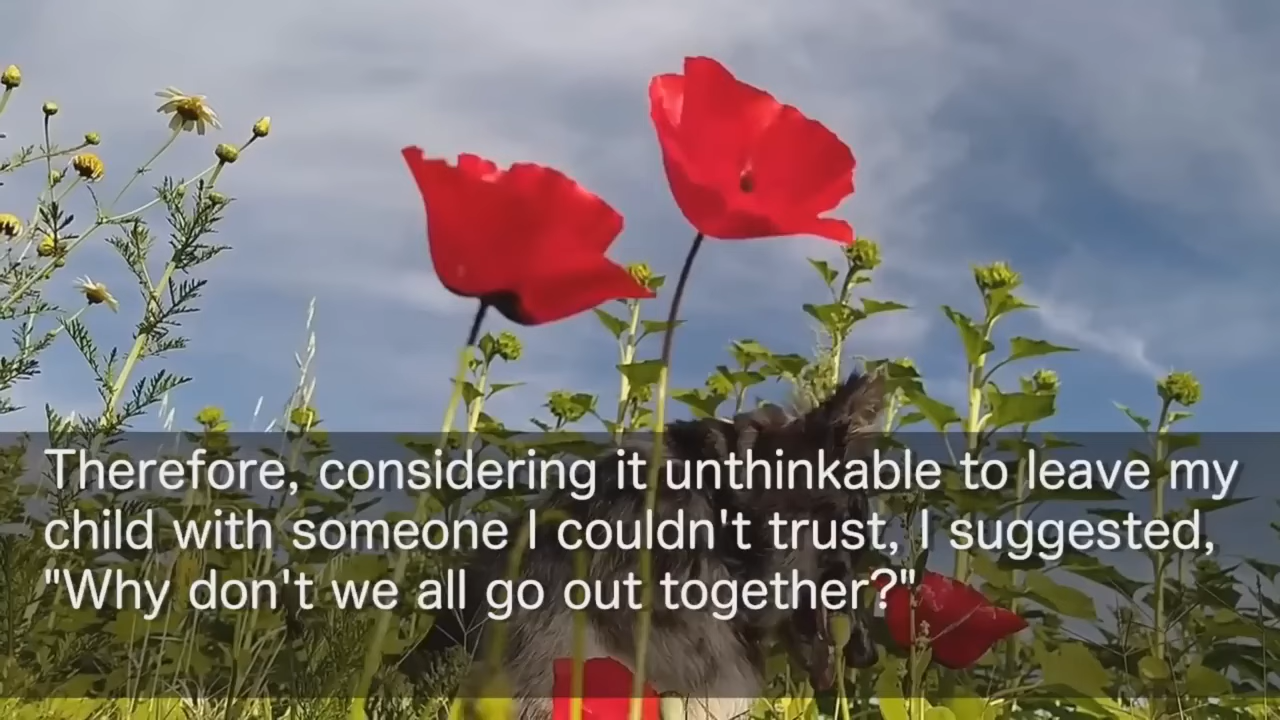 Therefore, considering it unthinkable to leave my
child with someone I couldn't trust, I suggested,
"Why don't we all go out together?"